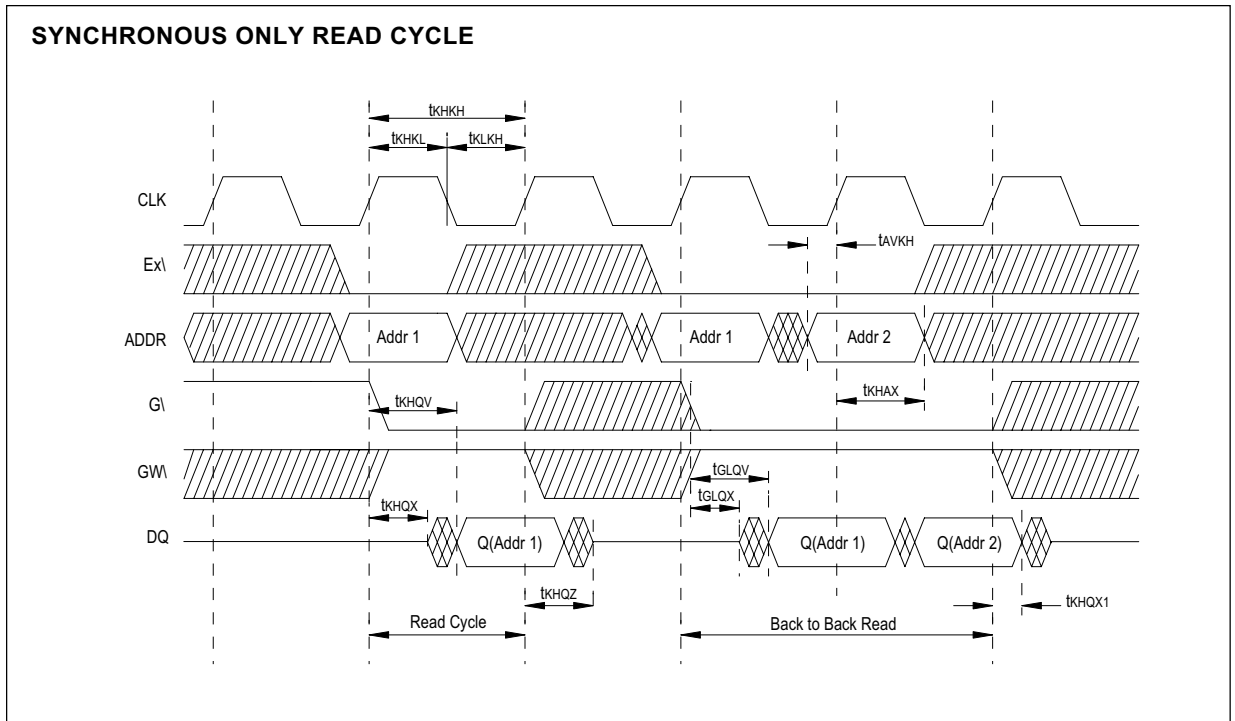 SYNCHRONOUS ONLY READ CYCLE
tKHKH
tKHKL
tKLKH
CLK
tAVKH
Ex\
ADDR
Addr 1
Addr 1
Addr 2
G\
tKHQV
tKHAX
GW\
tGLQV
tGLQX
tKHQX
DQ
Q(Addr 1)
Q(Addr 1)
Q(Addr 2)
tKHQZ
tKHQX1
Read Cycle
Back to Back Read